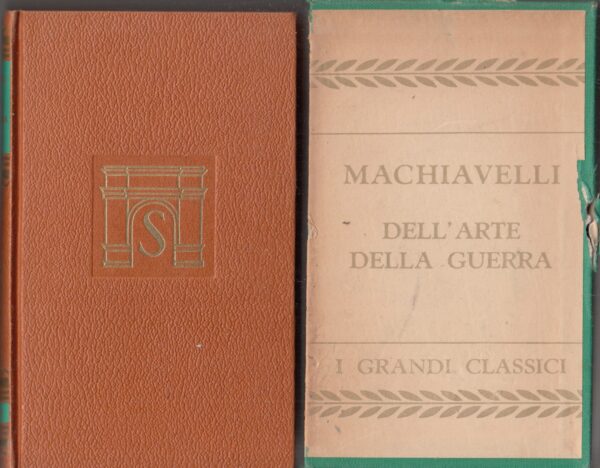 S
MACHIAVELLI
DELL'ARTE
DELLA GUERRA
I GRANDI CLASSICI